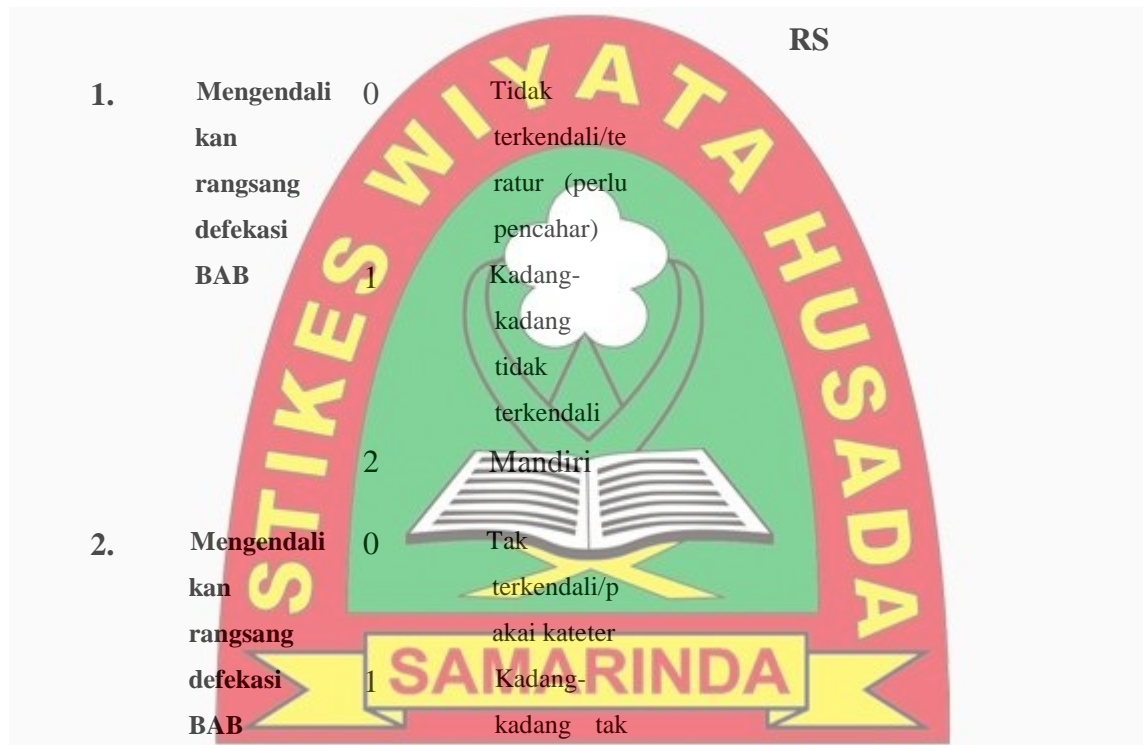 RS
1. Mengendali 0 Tidak
kan terkendali/te
rangsang ratur (perlu
defekasi pencahar)
BAB 1 Kadang-
kadang
tidak
terkendali
2 Mandiri
2. Mengendali 0 Tak
kan terkendali/p
rangsang akai kateter
defekasi 1 Kadang-
BAB kadang tak
STIKES WIYATA HUSADA
SAMARINDA